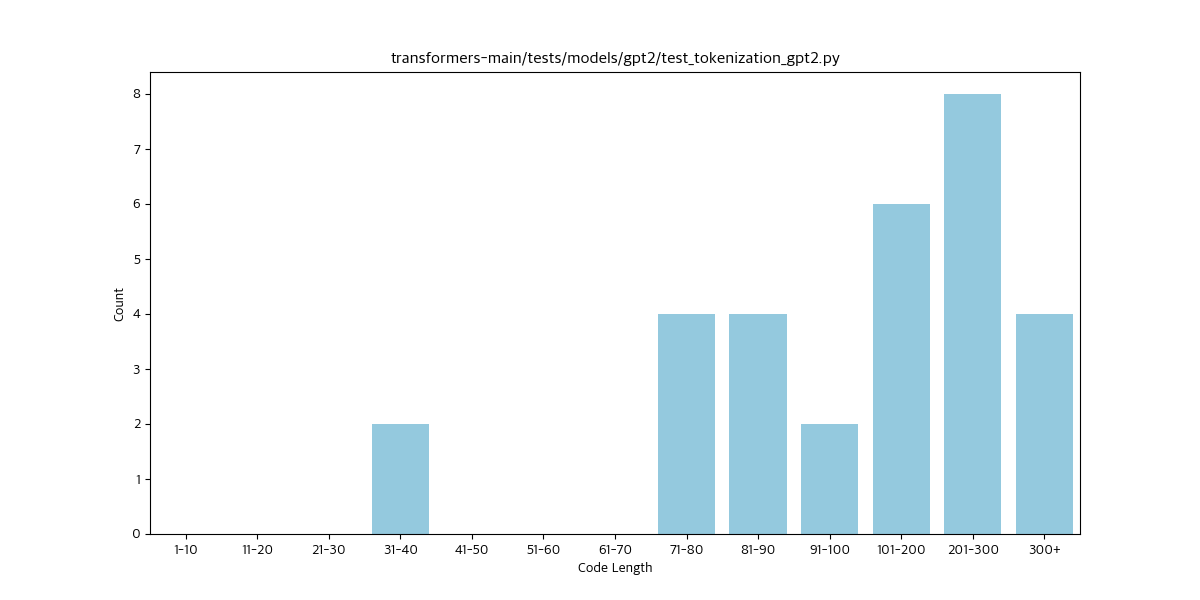 transformers-main/tests/models/gpt2/test_tokenization_gpt2.py
8
7
6
5
4
3
2
1
0
Count
1-10 11-20 21-30 31-40 41-50 51-60 61-70 71-80 81-90 91-100 101-200 201-300 300+
Code Length